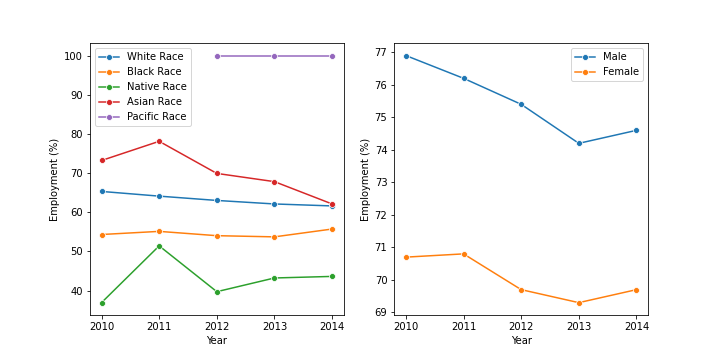 White Race
Black Race
Native Race
Asian Race
Pacific Race
100
90
80
70
60
50
40
Employment (%)
2010 2011 2012 2013 2014
Year
Male
Female
77
76
75
74
73
72
71
70
69
Employment (%)
2010 2011 2012 2013 2014
Year